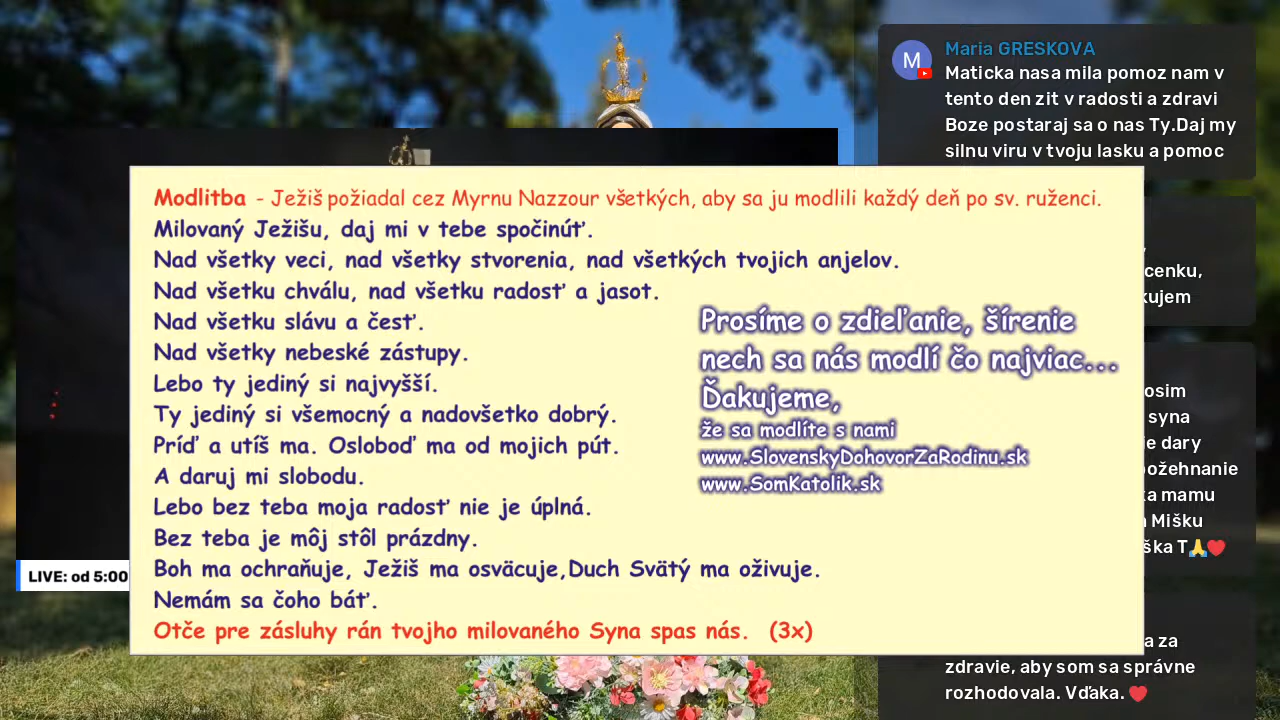 Maria GRESKOVA
Maticka nasa mila pomoz nam v
tento den zit v radosti a zdravi
Boze postaraj sa o nas Ty.Daj my
silnu viru v tvoju lasku a pomoc
Modlitba - Ježiš požiadal cez Myrnu Nazzour všetkých, aby sa ju modlili každý deň po sv. ruženci.
Milovaný Ježišu, daj mi v tebe spočinúť.
Nad všetky veci, nad všetky stvorenia, nad všetkých tvojich anjelov.
Nad všetku chválu, nad všetku radosť a jasot.
Nad všetku slávu a česť.
Nad všetky nebeské zástupy.
Lebo ty jediný si najvyšší.
Ty jediný si všemocný a nadovšetko dobrý.
Príď a utíš ma. Osloboď ma od mojich pút.
A daruj mi slobodu.
Lebo bez teba moja radosť nie je úplná.
Bez teba je môj stôl prázdny.
Boh ma ochraňuje, Ježiš ma osväcuje,Duch Svätý ma oživuje.
Nemám sa čoho báť.
Otče pre zásluhy rán tvojho milovaného Syna spas nás. (3x)
Prosíme o zdieľanie, šírenie
nech sa nás modlí čo najviac...
Ďakujeme,
že sa modlíte s nami
www.SlovenskyDohovorZaRodinu.sk
www.SomKatolik.sk
LIVE: od 5:00
syna
dary
mamu
Mišku
T🙏❤️
a za
zdravie, aby som sa správne
rozhodovala. Vďaka. ❤️